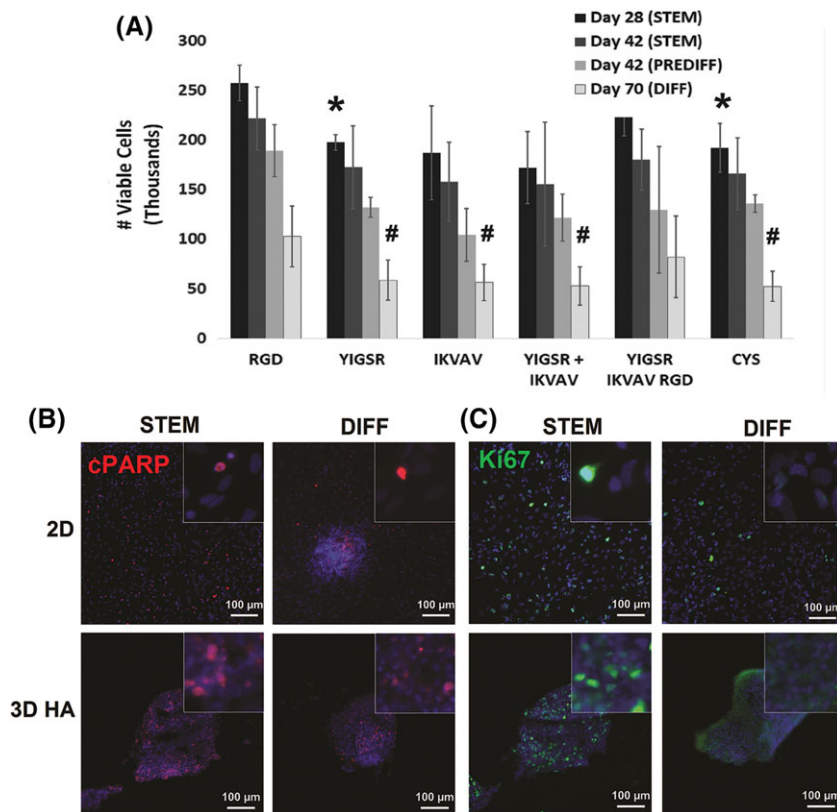 (A)
Day 28 (STEM)
Day 42 (STEM)
Day 42 (PREDIFF)
Day 70 (DIFF)
# Viable Cells
(Thousands)
300
250
200
150
100
50
0
*
*
#
#
#
#
RGD
YIGSR
IKVAV
YIGSR +
IKVAV
YIGSR
IKVAV RGD
CYS
(B)
STEM
DIFF
cPARP
2D
100 µm
100 µm
3D HA
100 µm
100 µm
(C)
STEM
DIFF
Ki67
100 µm
100 µm
100 µm
100 µm